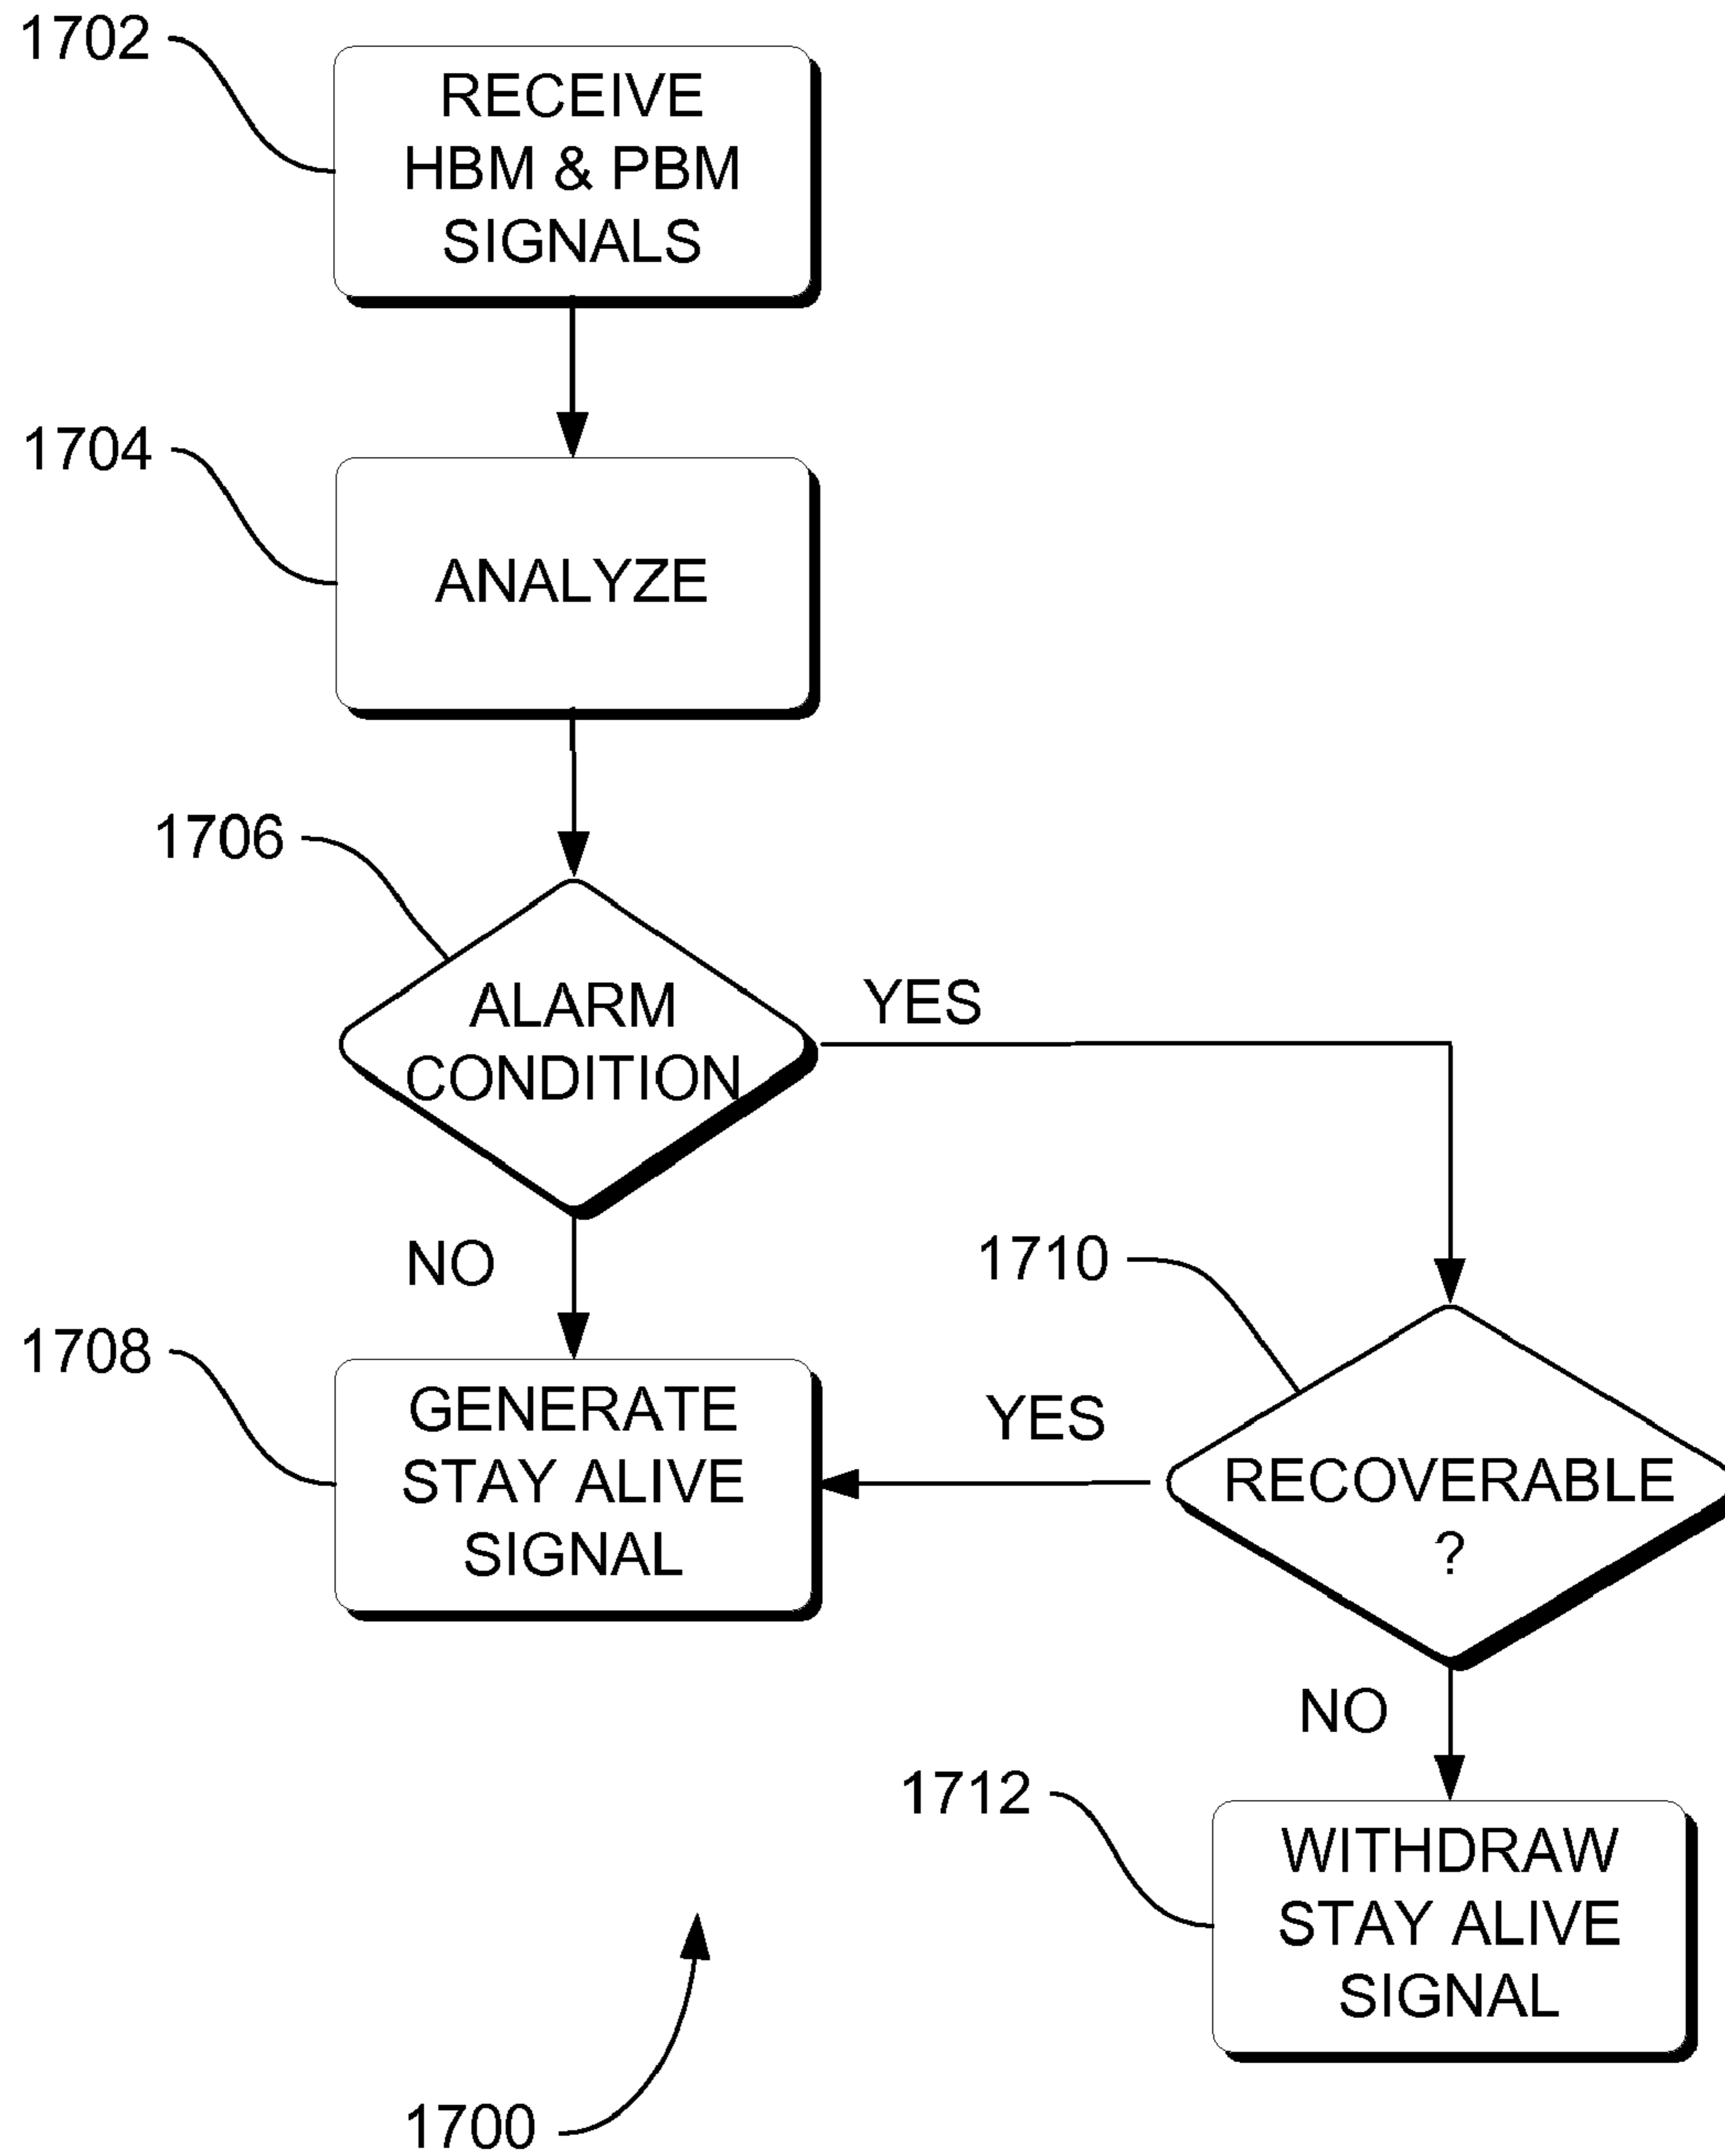 1702
RECEIVE
HBM & PBM
SIGNALS
1704
ANALYZE
1706
ALARM
CONDITION
YES
NO
1708
GENERATE
STAY ALIVE
SIGNAL
1710
YES
RECOVERABLE
?
NO
1712
WITHDRAW
STAY ALIVE
SIGNAL
1700